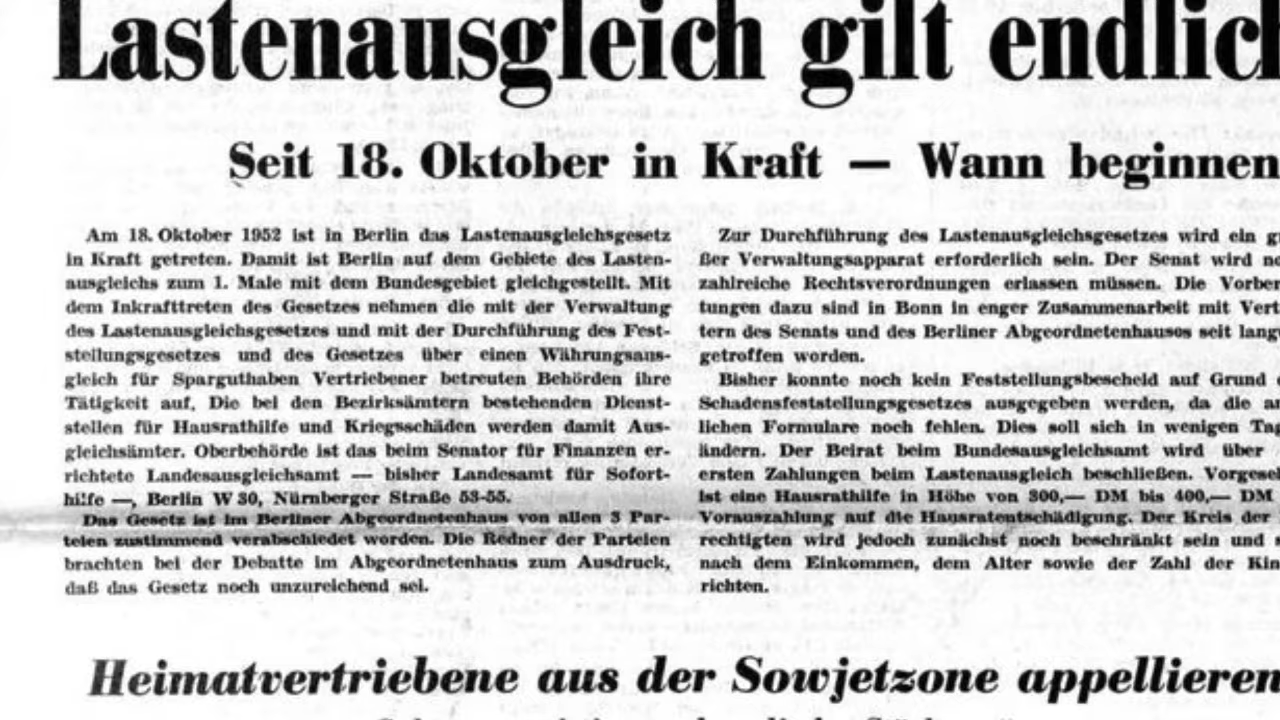 Lastenausgleich gilt endlich
Seit 18. Oktober in Kraft — Wann beginnen
Am 18. Oktober 1952 ist in Berlin das Lastenausgleichsgesetz
in Kraft getreten. Damit ist Berlin auf dem Gebiete des Lasten-
ausgleichs zum 1. Male mit dem Bundesgebiet gleichgestellt. Mit
dem Inkrafttreten des Gesetzes nehmen die mit der Verwaltung
des Lastenausgleichsgesetzes und mit der Durchführung des Fest-
stellungsgesetzes und des Gesetzes über einen Währungsaus-
gleich für Sparguthaben Vertriebener betreuten Behörden ihre
Tätigkeit auf. Die bei den Bezirksämtern bestehenden Dienst-
stellen für Hausrathilfe und Kriegsschäden werden damit Aus-
gleichsämter. Oberbehörde ist das beim Senator für Finanzen er-
richtete Landesausgleichsamt — bisher Landesamt für Sofort-
hilfe —, Berlin W 30, Nürnberger Straße 53-55.
Das Gesetz ist im Berliner Abgeordnetenhaus von allen 3 Par-
teien zustimmend verabschiedet worden. Die Redner der Parteien
brachten bei der Debatte im Abgeordnetenhaus zum Ausdruck,
daß das Gesetz noch unzureichend sei.
Zur Durchführung des Lastenausgleichsgesetzes wird ein
ßer Verwaltungsapparat erforderlich sein. Der Senat wird
zahlreiche Rechtsverordnungen erlassen müssen. Die Vorber
tungen dazu sind in Bonn in enger Zusammenarbeit mit Vert
tern des Senats und des Berliner Abgeordnetenhauses seit lang
getroffen worden.
Bisher konnte noch kein Feststellungsbescheid auf Grund
Schadensfeststellungsgesetzes ausgegeben werden, da die
lichen Formulare noch fehlen. Dies soll sich in wenigen Tag
ändern. Der Beirat beim Bundesausgleichsamt wird über
ersten Zahlungen beim Lastenausgleich beschließen. Vorgeseh
ist eine Hausrathilfe in Höhe von 300,— DM bis 400,— DM
Vorauszahlung auf die Hausratentschädigung. Der Kreis der
rechtigten wird jedoch zunächst noch beschränkt sein und
nach dem Einkommen, dem Alter sowie der Zahl der Kin
richten.
Heimatvertriebene aus der Sowjetzone appellieren